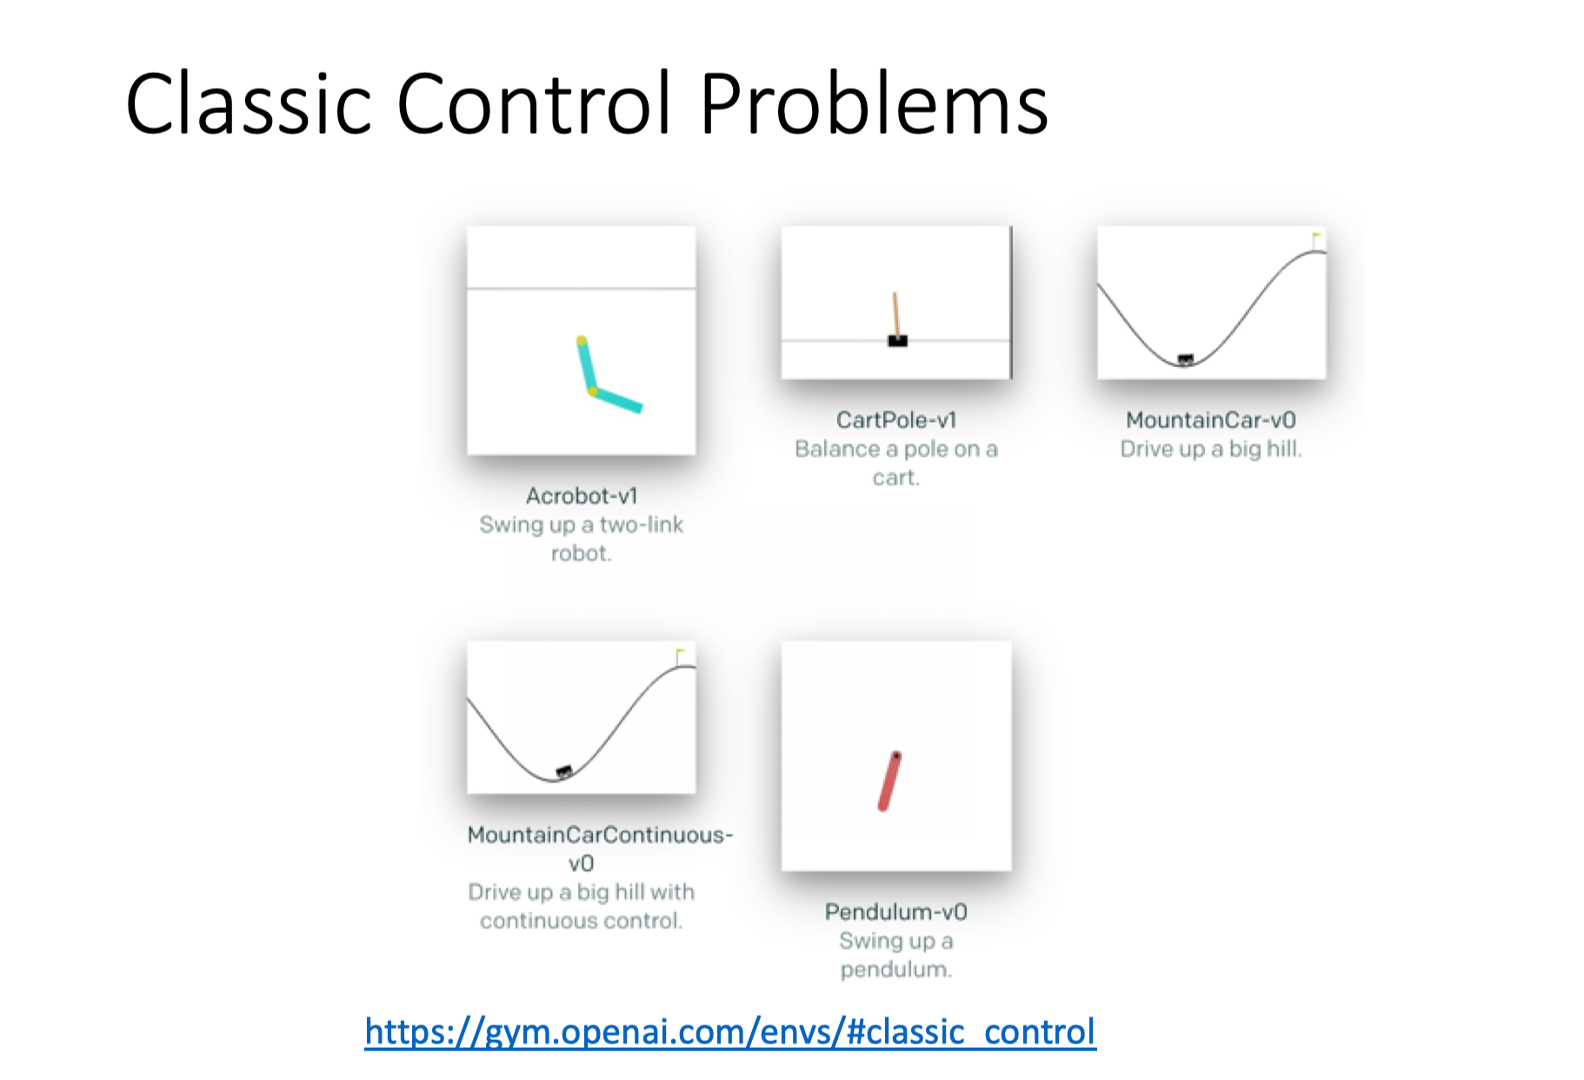 Classic Control Problems
Acrobot-v1
Swing up a two-link
robot.
CartPole-v1
Balance a pole on a
cart.
MountainCar-v0
Drive up a big hill.
MountainCarContinuous-
v0
Drive up a big hill with
continuous control.
Pendulum-v0
Swing up a
pendulum.
https://gym.openai.com/envs/#classic_control